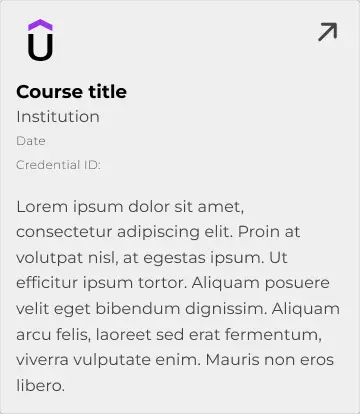 Course title
Institution
Date
Credential ID:
Lorem ipsum dolor sit amet,
consectetur adipiscing elit. Proin at
volutpat nisl, at egestas ipsum. Ut
efficitur ipsum tortor. Aliquam posuere
velit eget bibendum dignissim. Aliquam
arcu felis, laoreet sed erat fermentum,
viverra vulputate enim. Mauris non eros
libero.